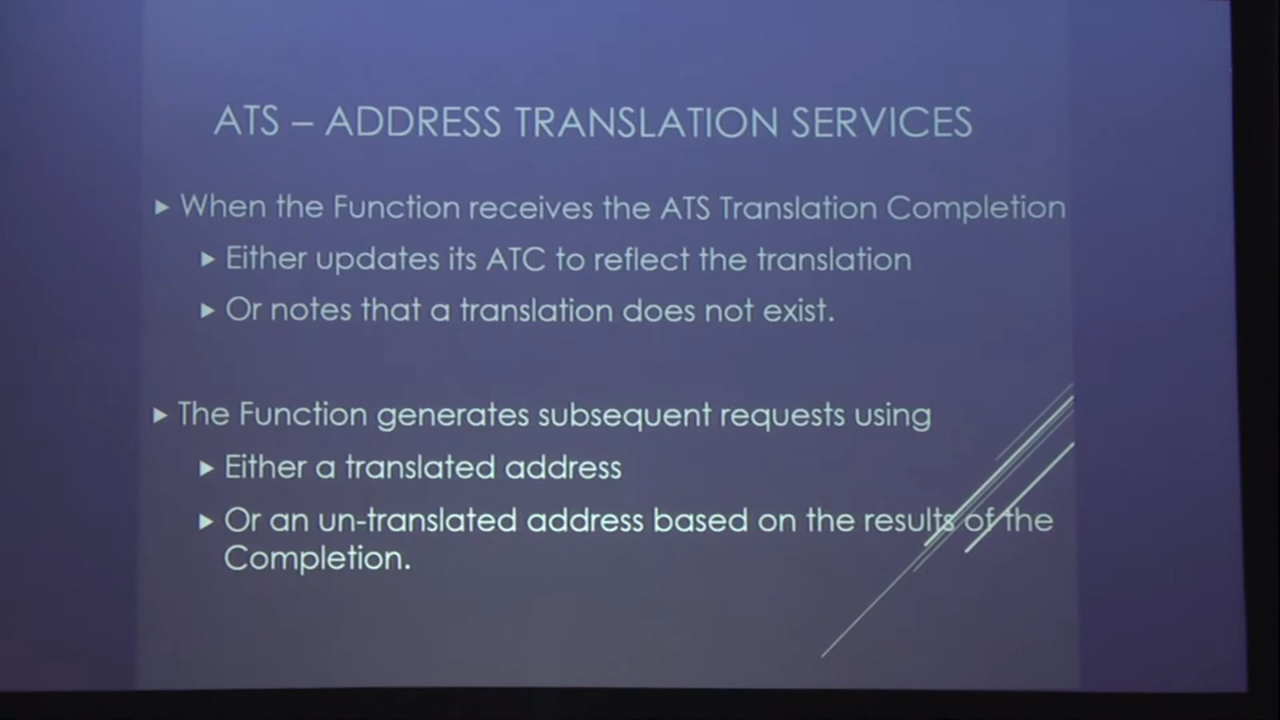 ATS – ADDRESS TRANSLATION SERVICES
When the Function receives the ATS Translation Completion
Either updates its ATC to reflect the translation
Or notes that a translation does not exist.
The Function generates subsequent requests using
Either a translated address
Or an un-translated address based on the results of the
Completion.